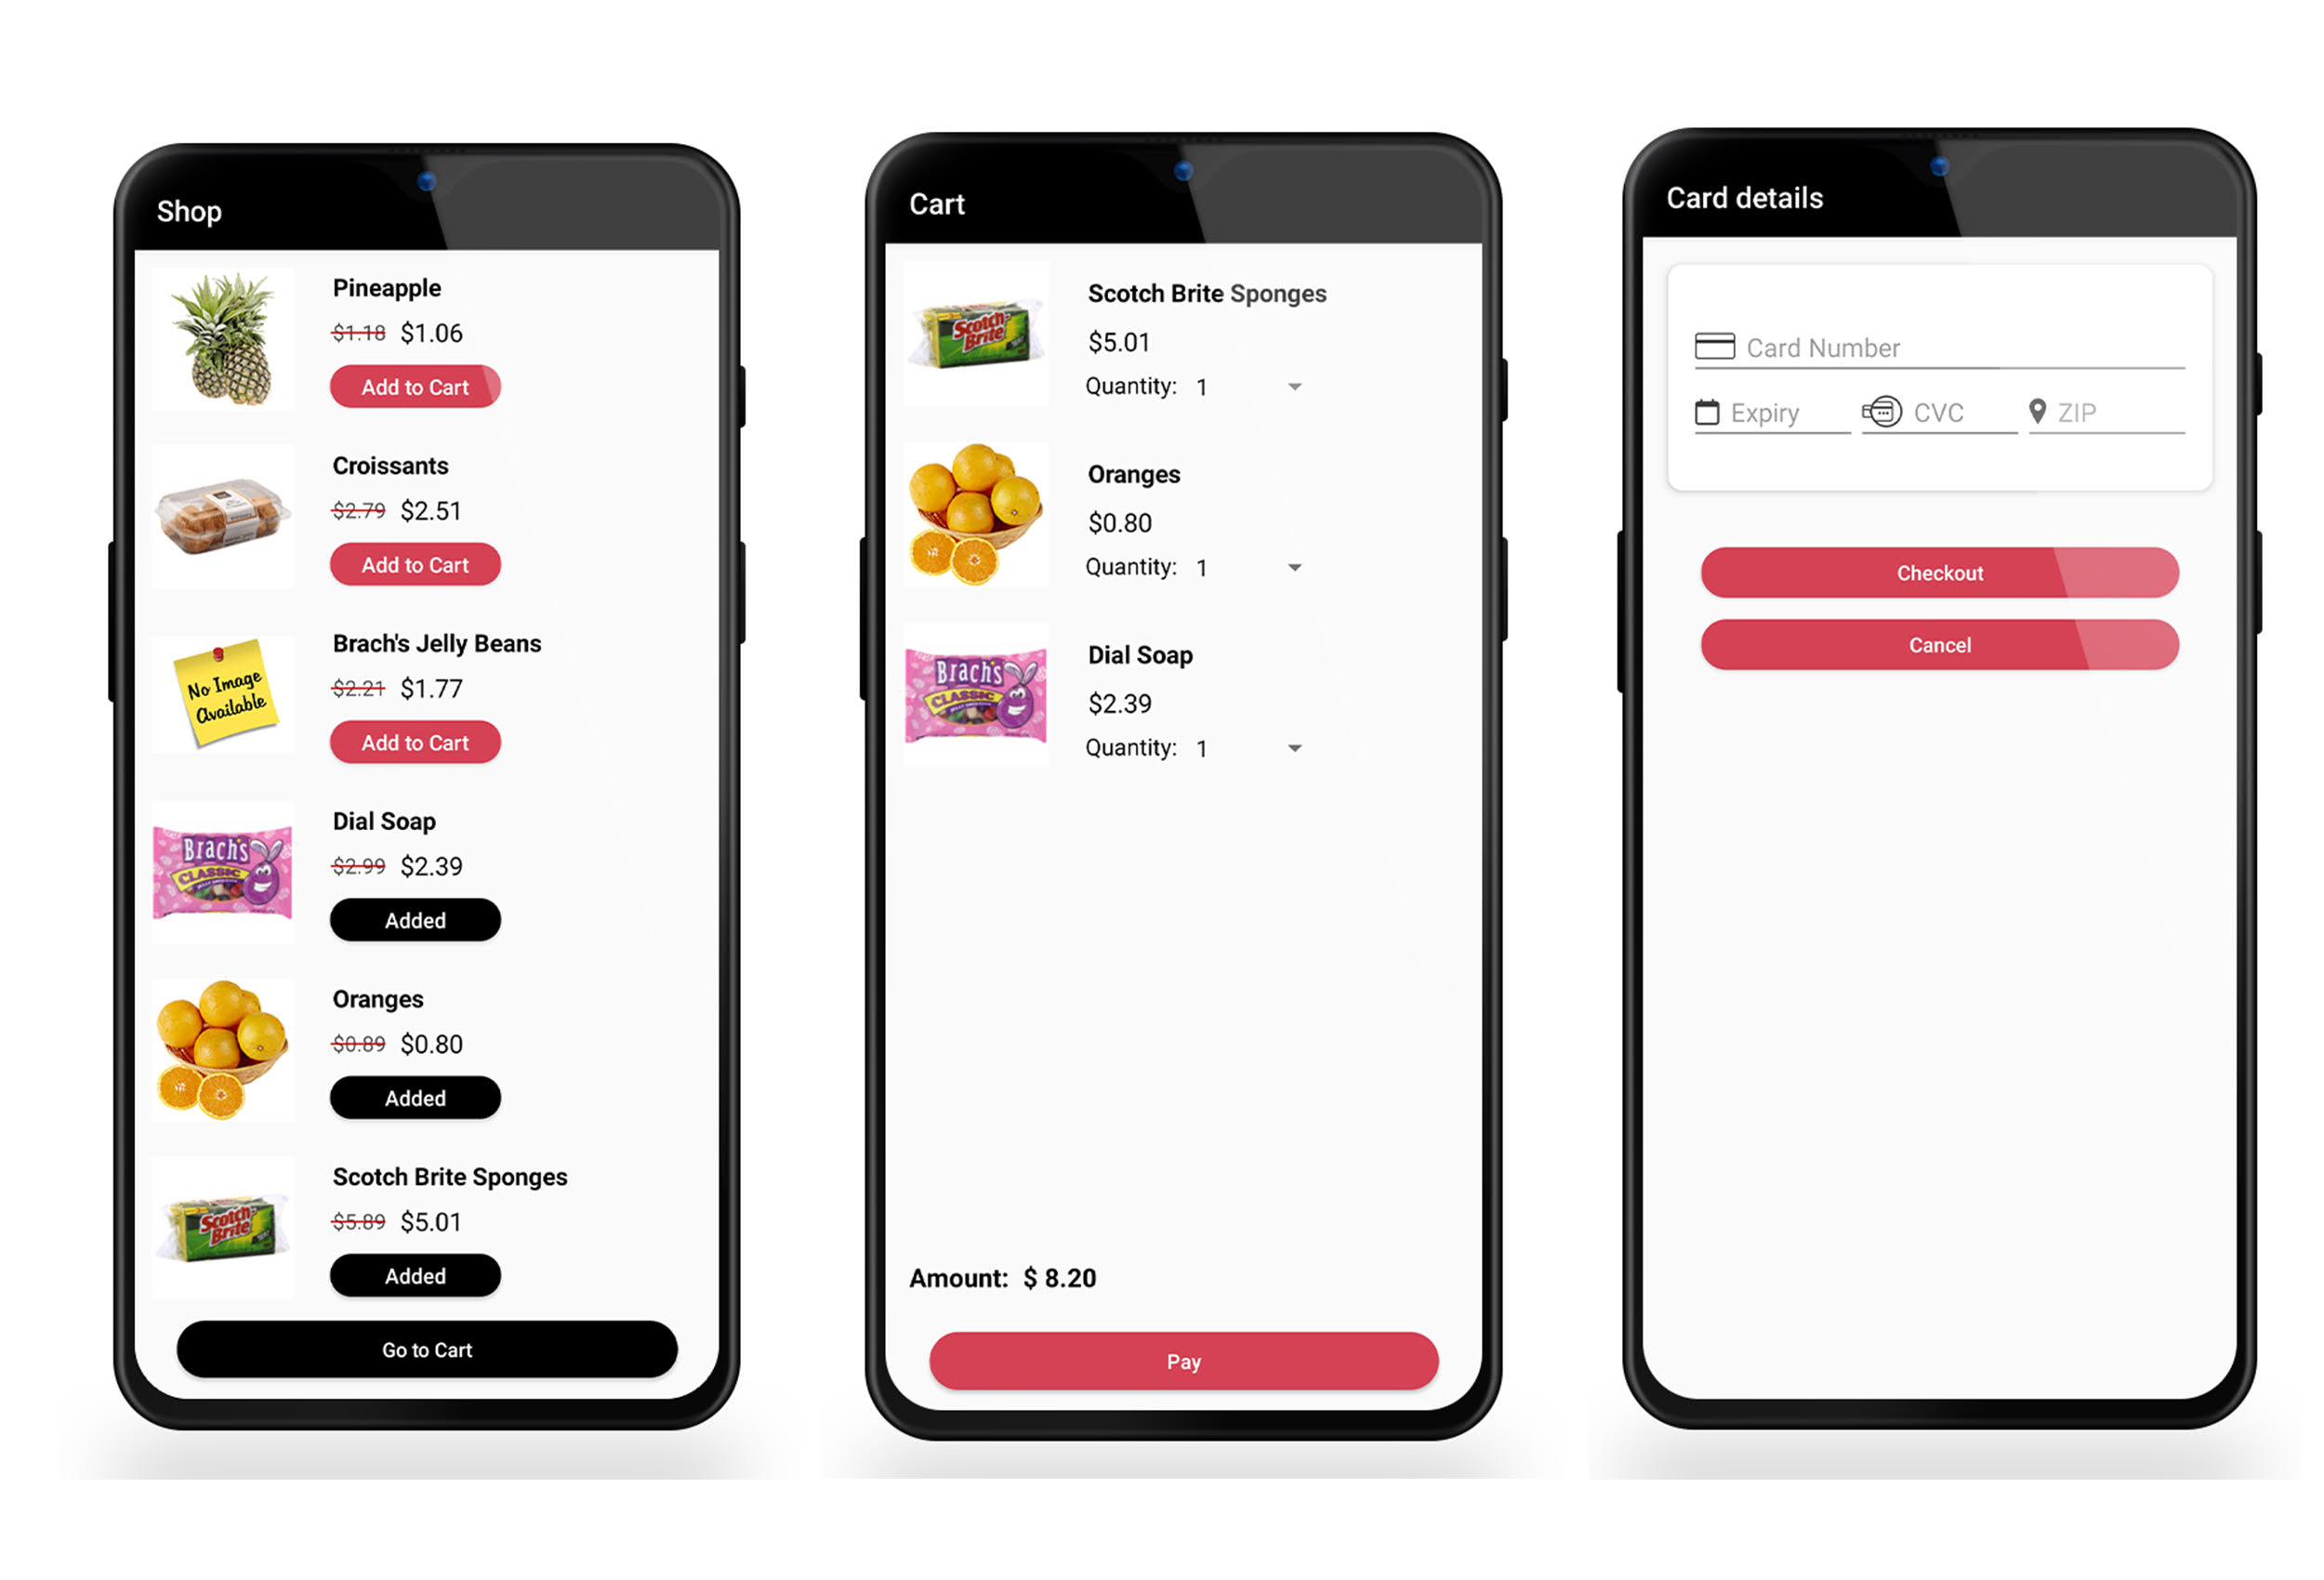 Shop
Pineapple
$1.18 $1.06
Add to Cart
Croissants
$2.79 $2.51
Add to Cart
No Image
Available
Brach's Jelly Beans
$2.21 $1.77
Add to Cart
Brach's
CLASSIC
JELLY BIRD EGGS
Dial Soap
$2.99 $2.39
Added
Oranges
$0.89 $0.80
Added
Scotch-
Brite
Scotch Brite Sponges
$5.89 $5.01
Added
Go to Cart
Cart
Scotch-
Brite
Scotch Brite Sponges
$5.01
Quantity: 1
Oranges
$0.80
Quantity: 1
Brach's
CLASSIC
Dial Soap
$2.39
Quantity: 1
Amount: $ 8.20
Pay
Card details
Card Number
Expiry CVC ZIP
Checkout
Cancel